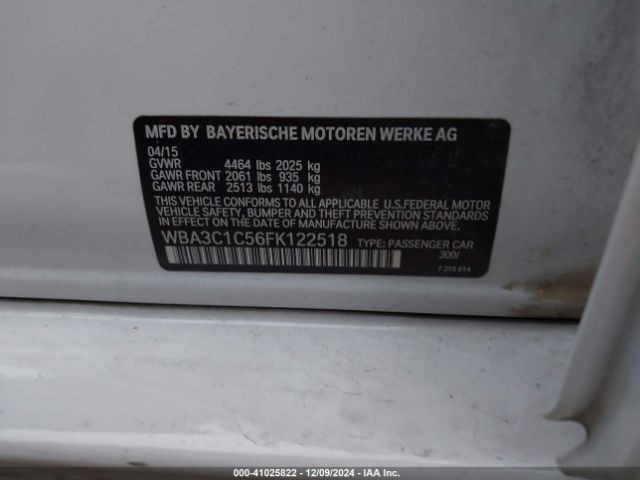 MFD BY BAYERISCHE MOTOREN WERKE AG
04/15
GVWR 4464 lbs 2025 kg
GAWR FRONT 2061 lbs 935 kg
GAWR REAR 2513 lbs 1140 kg
THIS VEHICLE CONFORMS TO ALL APPLICABLE U.S.FEDERAL MOTOR
VEHICLE SAFETY, BUMPER AND THEFT PREVENTION STANDARDS
IN EFFECT ON THE DATE OF MANUFACTURE SHOWN ABOVE.
WBA3C1C56FK122518 TYPE: PASSENGER CAR
300/
7 315 814
000-41025822 - 12/09/2024 - IAA Inc.